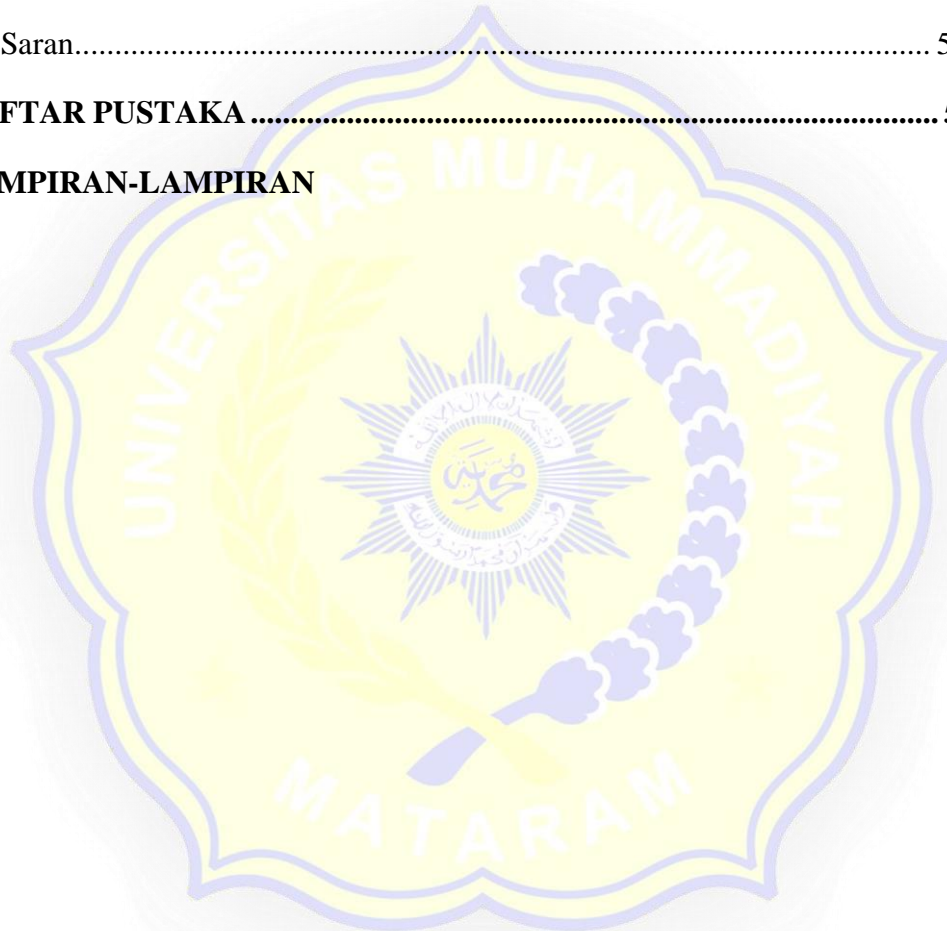 Saran.......................................................................................................... 5
FTAR PUSTAKA ..................................................................................... 5
MPIRAN-LAMPIRAN
UNIVERSITAS MUHAMMADIYAH
MATARAM